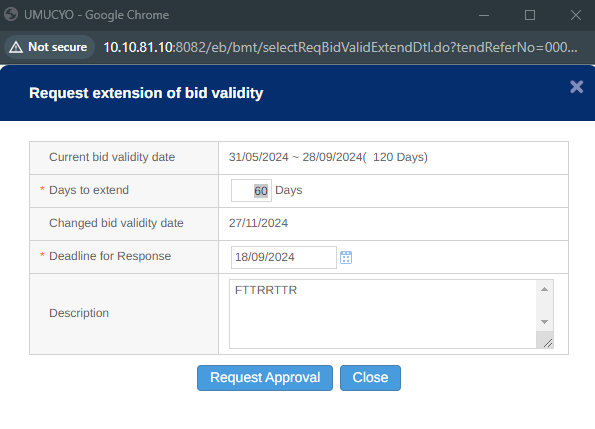 UMUCYO - Google Chrome
Not secure 10.10.81.10:8082/eb/bmt/selectReqBidValidExtendDtl.do?tendReferNo=000...
Request extension of bid validity
Current bid validity date 31/05/2024 ~ 28/09/2024( 120 Days)
* Days to extend 60 Days
Changed bid validity date 27/11/2024
* Deadline for Response 18/09/2024
Description FTTRRTTR
Request Approval Close